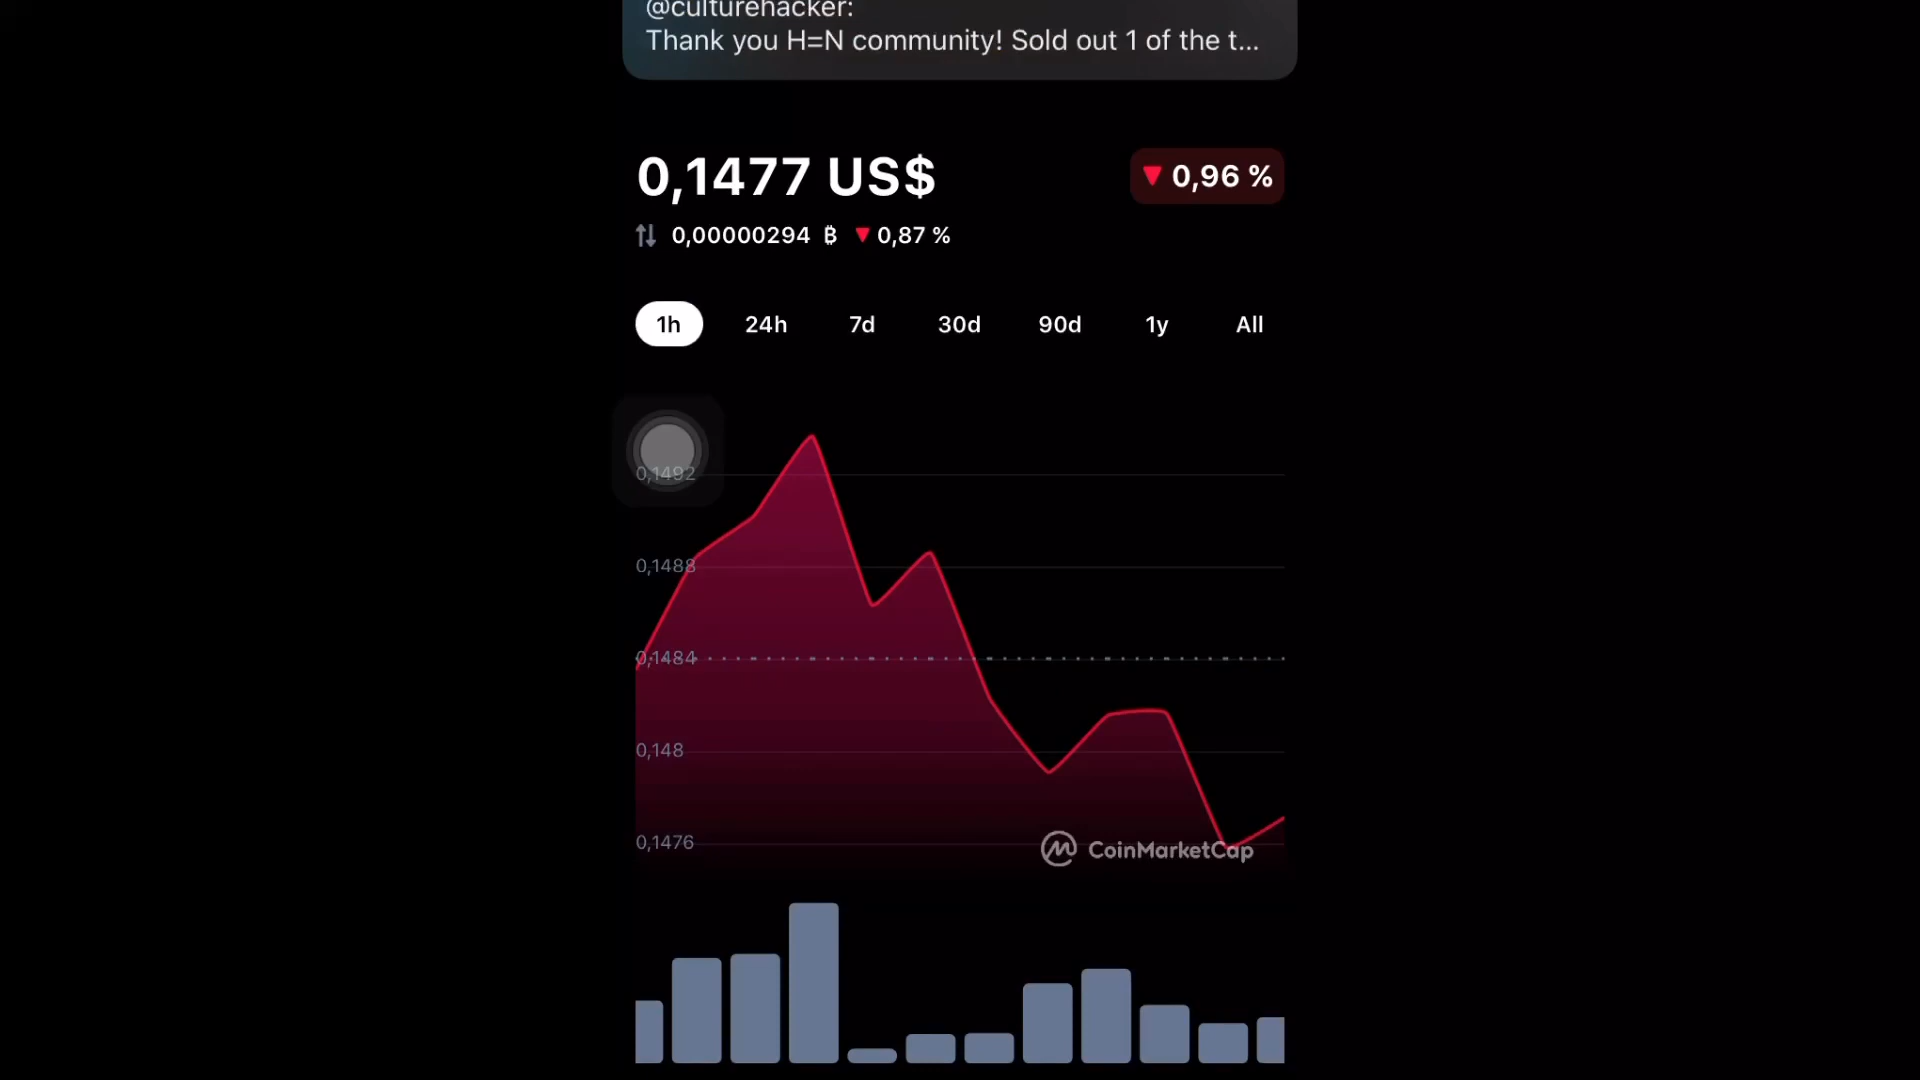 @culturehacker:
Thank you H=N community! Sold out 1 of the t...
0,1477 US$
0,96 %
0,00000294 ฿ 0,87 %
1h 24h 7d 30d 90d 1y All
0,1492
0,1488
0,1484
0,148
0,1476
CoinMarketCap